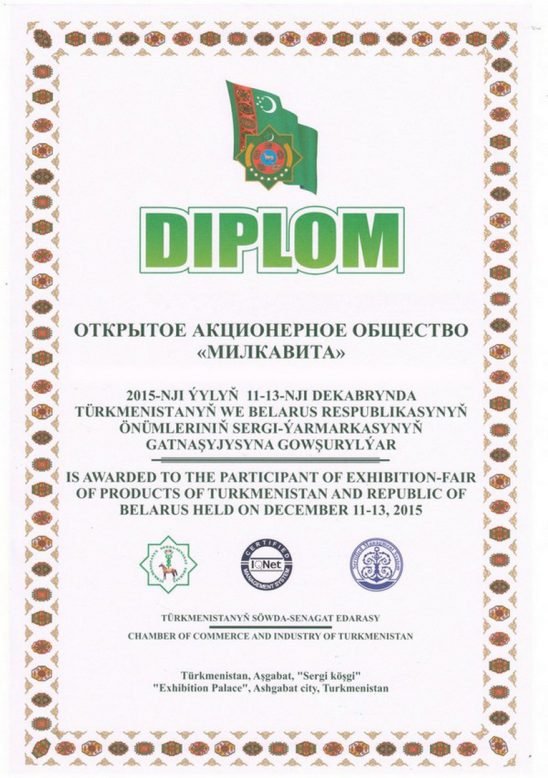 DIPLOM
ОТКРЫТОЕ АКЦИОНЕРНОЕ ОБЩЕСТВО
«МИЛКАВИТА»
2015-NJI ÝYLYŇ 11-13-NJI DEKABRYNDA
TÜRKMENISTANYŇ WE BELARUS RESPUBLIKASYNYŇ
ÖNÜMLERINIŇ SERGI-ÝARMARKASYNYŇ
GATNAŞYJYSYNA GOWŞURYLÝAR
IS AWARDED TO THE PARTICIPANT OF EXHIBITION-FAIR
OF PRODUCTS OF TURKMENISTAN AND REPUBLIC OF
BELARUS HELD ON DECEMBER 11-13, 2015
CERTIFIED
IQNet
MANAGEMENT SYSTEM
TÜRKMENISTANYŇ SÖWDA-SENAGAT EDARASY
CHAMBER OF COMMERCE AND INDUSTRY OF TURKMENISTAN
Türkmenistan, Aşgabat, "Sergi köşgi"
"Exhibition Palace", Ashgabat city, Turkmenistan